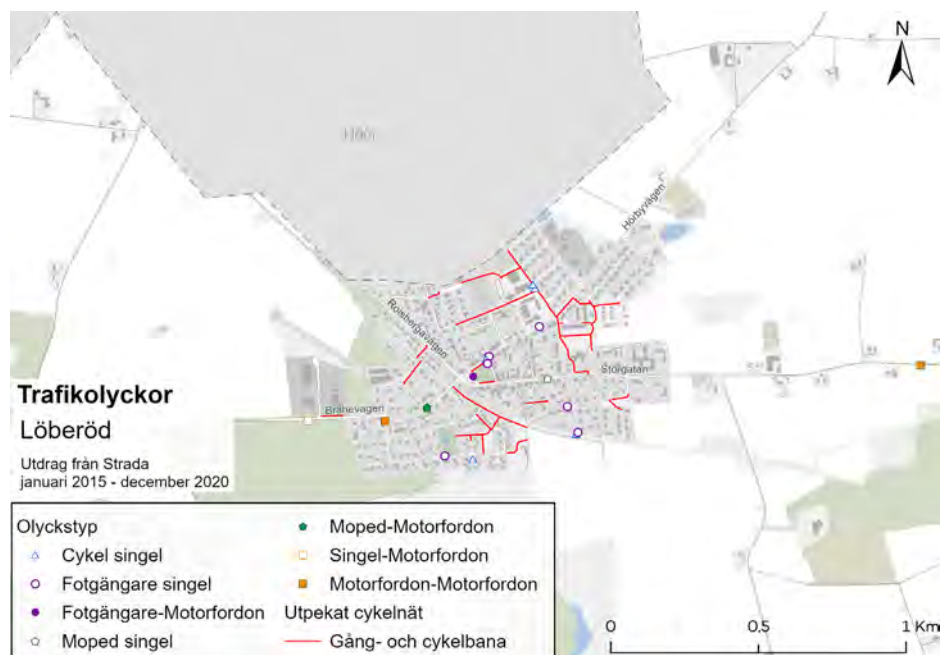 N
Höör
Hörbyvägen
Rolsbergavägen
Storgatan
Trafikolyckor
Löberöd
Brahevägen
Utdrag från Strada
januari 2015 - december 2020
Olyckstyp
Cykel singel
Fotgängare singel
Fotgängare-Motorfordon
Moped singel
Moped-Motorfordon
Singel-Motorfordon
Motorfordon-Motorfordon
Utpekat cykelnät
Gång- och cykelbana
0 0,5 1 Km